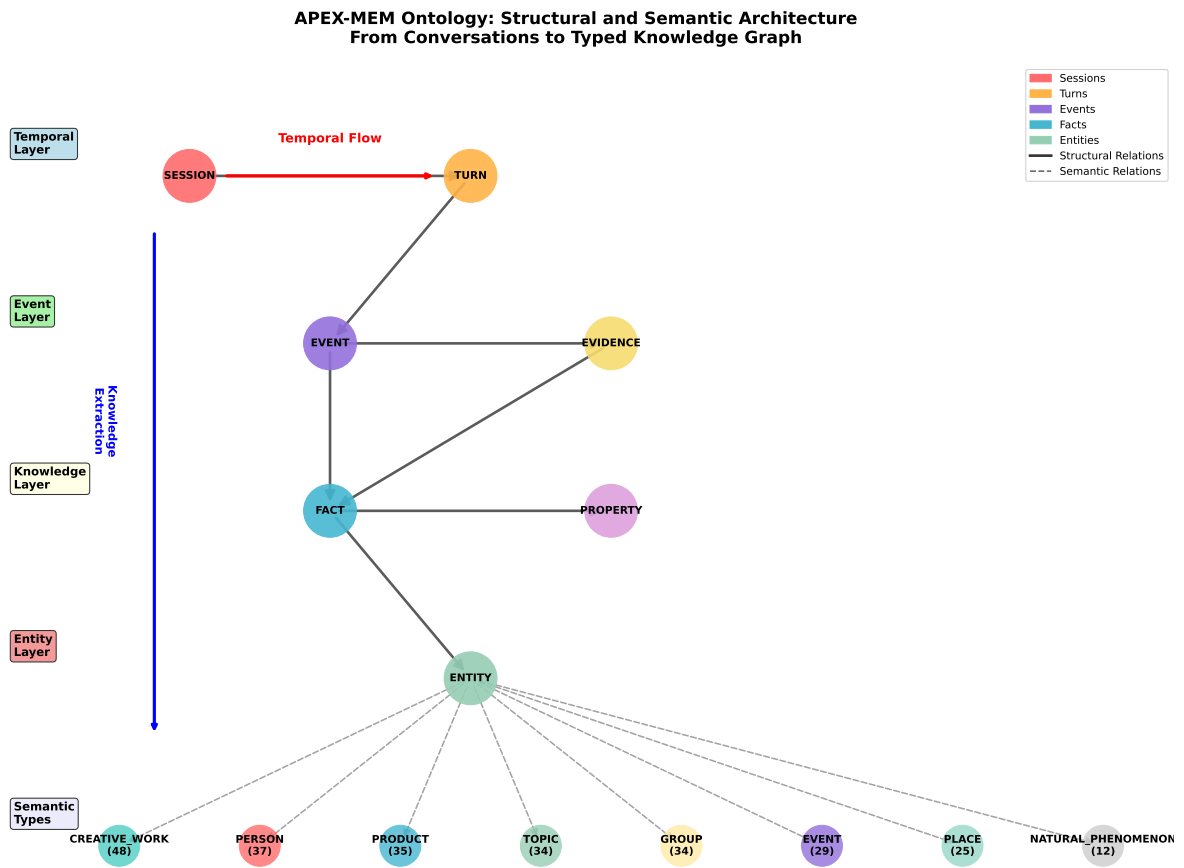 APEX-MEM Ontology: Structural and Semantic Architecture
From Conversations to Typed Knowledge Graph
Sessions
Turns
Events
Facts
Entities
Structural Relations
Semantic Relations
Temporal
Layer
Temporal Flow
SESSION
TURN
Event
Layer
EVENT
EVIDENCE
Knowledge
Extraction
Knowledge
Layer
FACT
PROPERTY
Entity
Layer
ENTITY
Semantic
Types
CREATIVE_WORK
(48)
PERSON
(37)
PRODUCT
(35)
TOPIC
(34)
GROUP
(34)
EVENT
(29)
PLACE
(25)
NATURAL_PHENOMENON
(12)